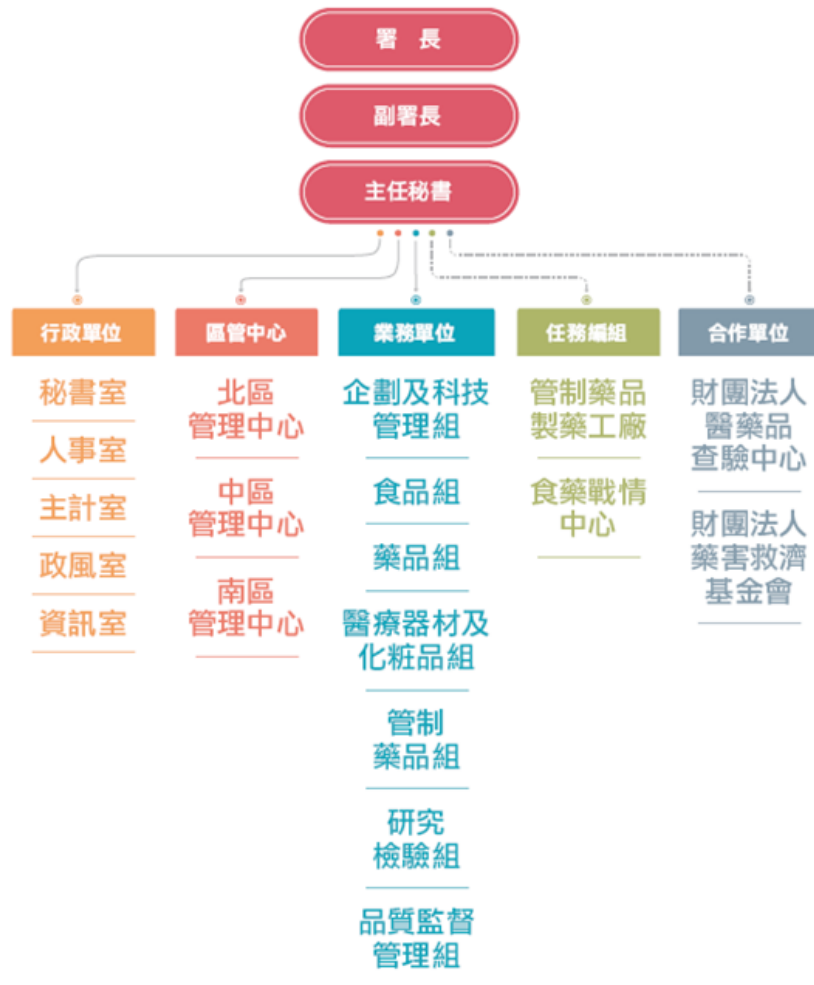 署 長
副署長
主任秘書
行政單位
秘書室
人事室
主計室
政風室
資訊室
區管中心
北區
管理中心
中區
管理中心
南區
管理中心
業務單位
企劃及科技
管理組
食品組
藥品組
醫療器材及
化粧品組
管制
藥品組
研究
檢驗組
品質監督
管理組
任務編組
管制藥品
製藥工廠
食藥戰情
中心
合作單位
財團法人
醫藥品
查驗中心
財團法人
藥害救濟
基金會